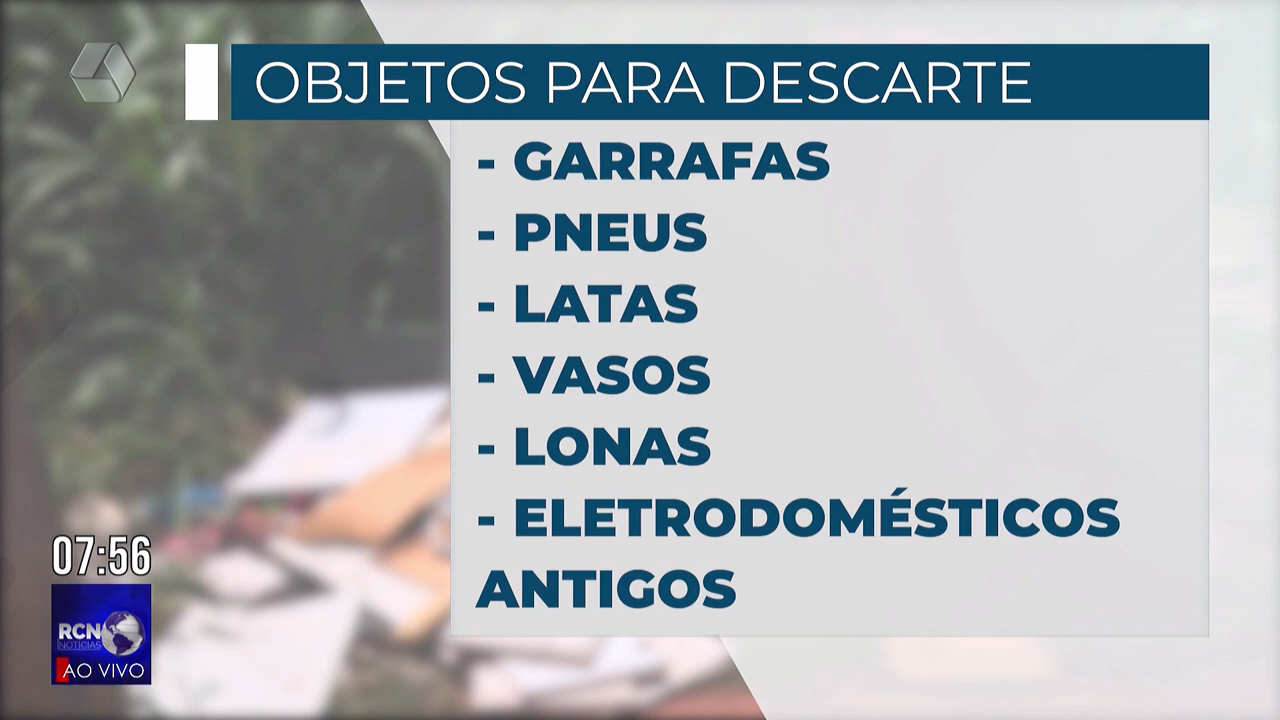 OBJETOS PARA DESCARTE
- GARRAFAS
- PNEUS
- LATAS
- VASOS
- LONAS
- ELETRODOMÉSTICOS
ANTIGOS
07:56
RCN
NOTÍCIAS
AO VIVO